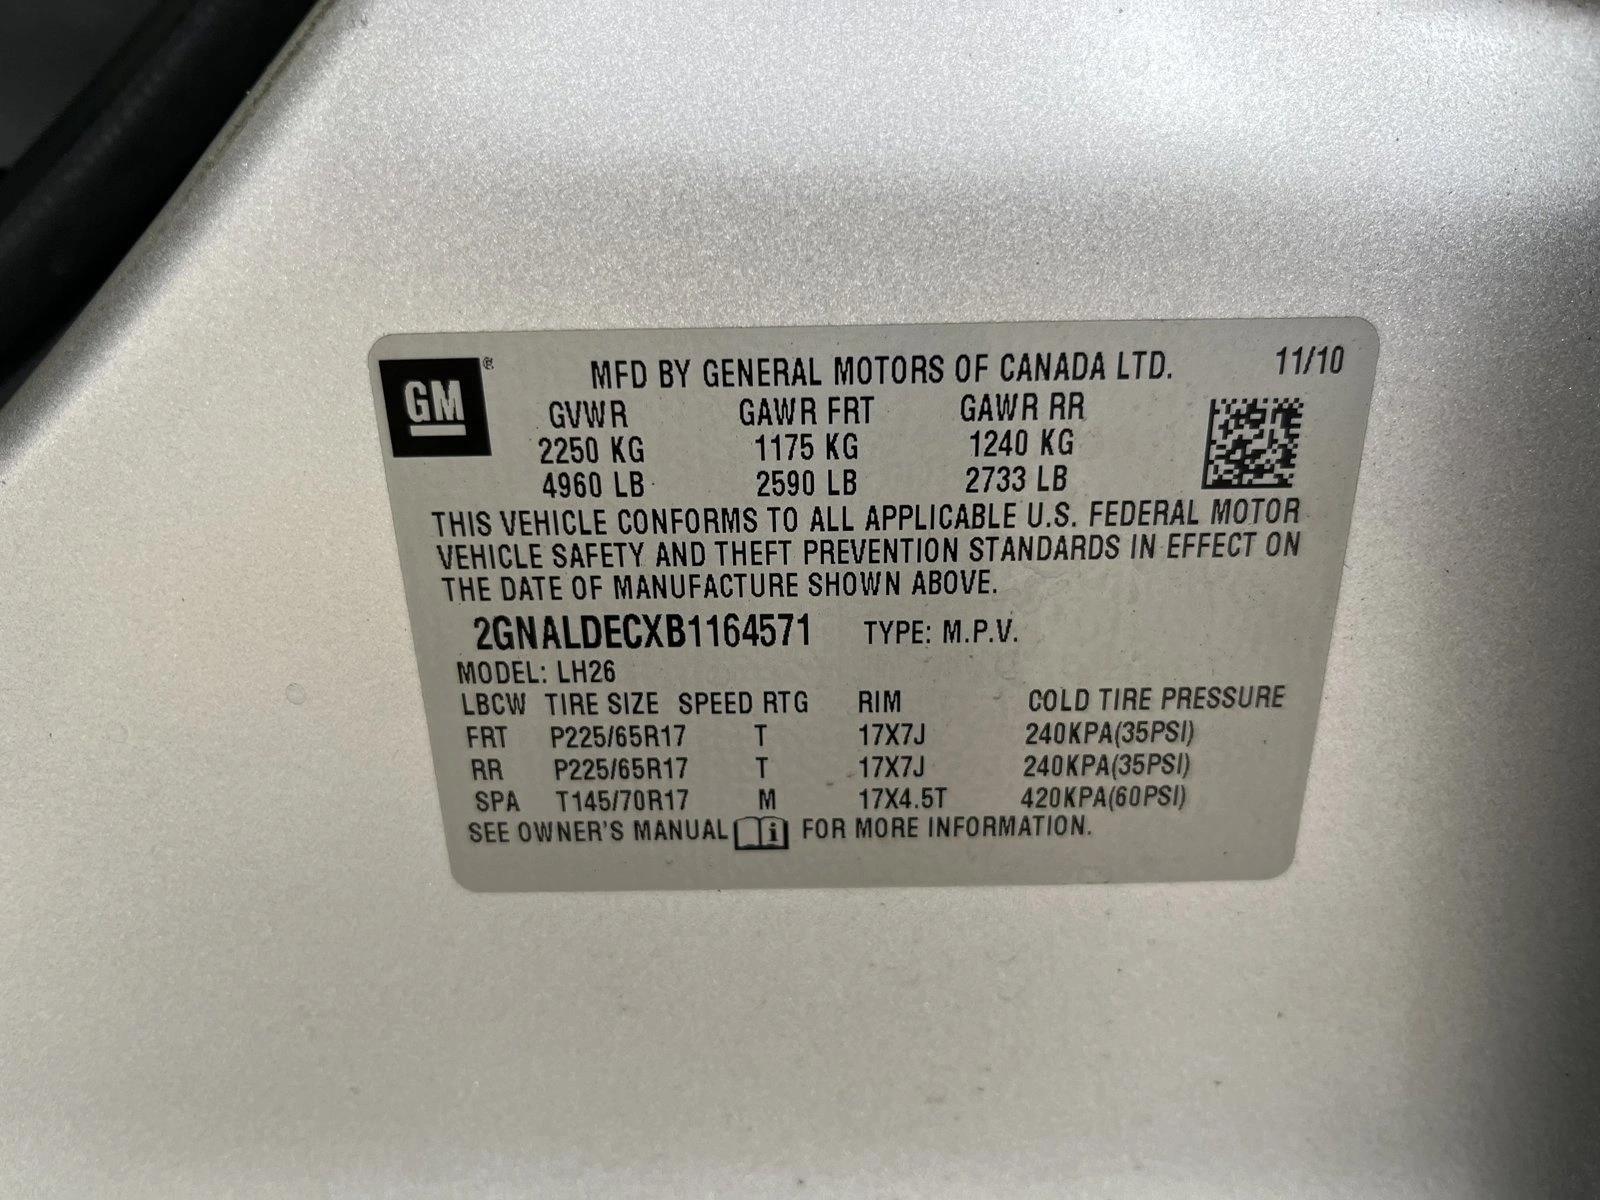 GM ® MFD BY GENERAL MOTORS OF CANADA LTD. 11/10
GVWR GAWR FRT GAWR RR
2250 KG 1175 KG 1240 KG
4960 LB 2590 LB 2733 LB
THIS VEHICLE CONFORMS TO ALL APPLICABLE U.S. FEDERAL MOTOR
VEHICLE SAFETY AND THEFT PREVENTION STANDARDS IN EFFECT ON
THE DATE OF MANUFACTURE SHOWN ABOVE.
2GNALDECXB1164571 TYPE: M.P.V.
MODEL: LH26
LBCW TIRE SIZE SPEED RTG RIM COLD TIRE PRESSURE
FRT P225/65R17 T 17X7J 240KPA(35PSI)
RR P225/65R17 T 17X7J 240KPA(35PSI)
SPA T145/70R17 M 17X4.5T 420KPA(60PSI)
SEE OWNER'S MANUAL i FOR MORE INFORMATION.